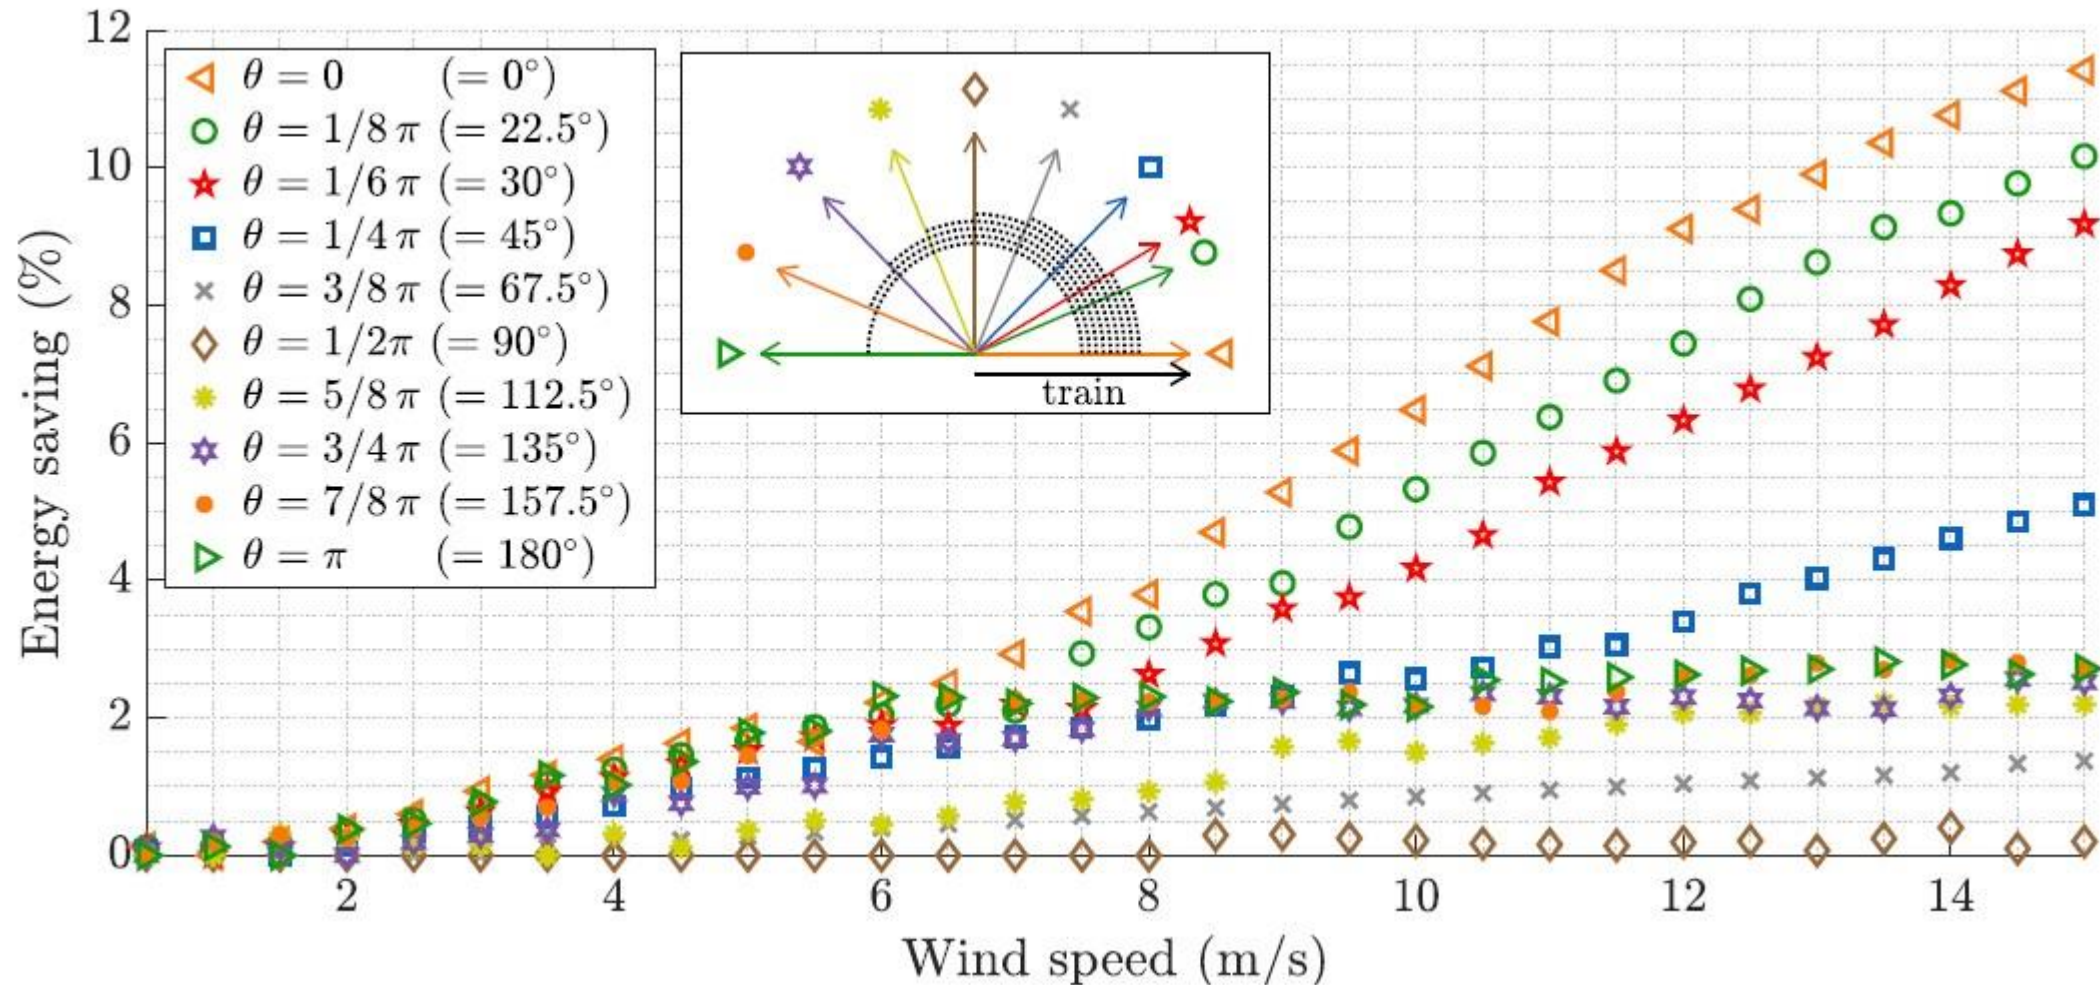 12
10
8
6
4
2
0
Energy saving (%)
θ = 0 (= 0°)
θ = 1/8 π (= 22.5°)
θ = 1/6 π (= 30°)
θ = 1/4 π (= 45°)
θ = 3/8 π (= 67.5°)
θ = 1/2π (= 90°)
θ = 5/8 π (= 112.5°)
θ = 3/4 π (= 135°)
θ = 7/8 π (= 157.5°)
θ = π (= 180°)
train
2 4 6 8 10 12 14
Wind speed (m/s)